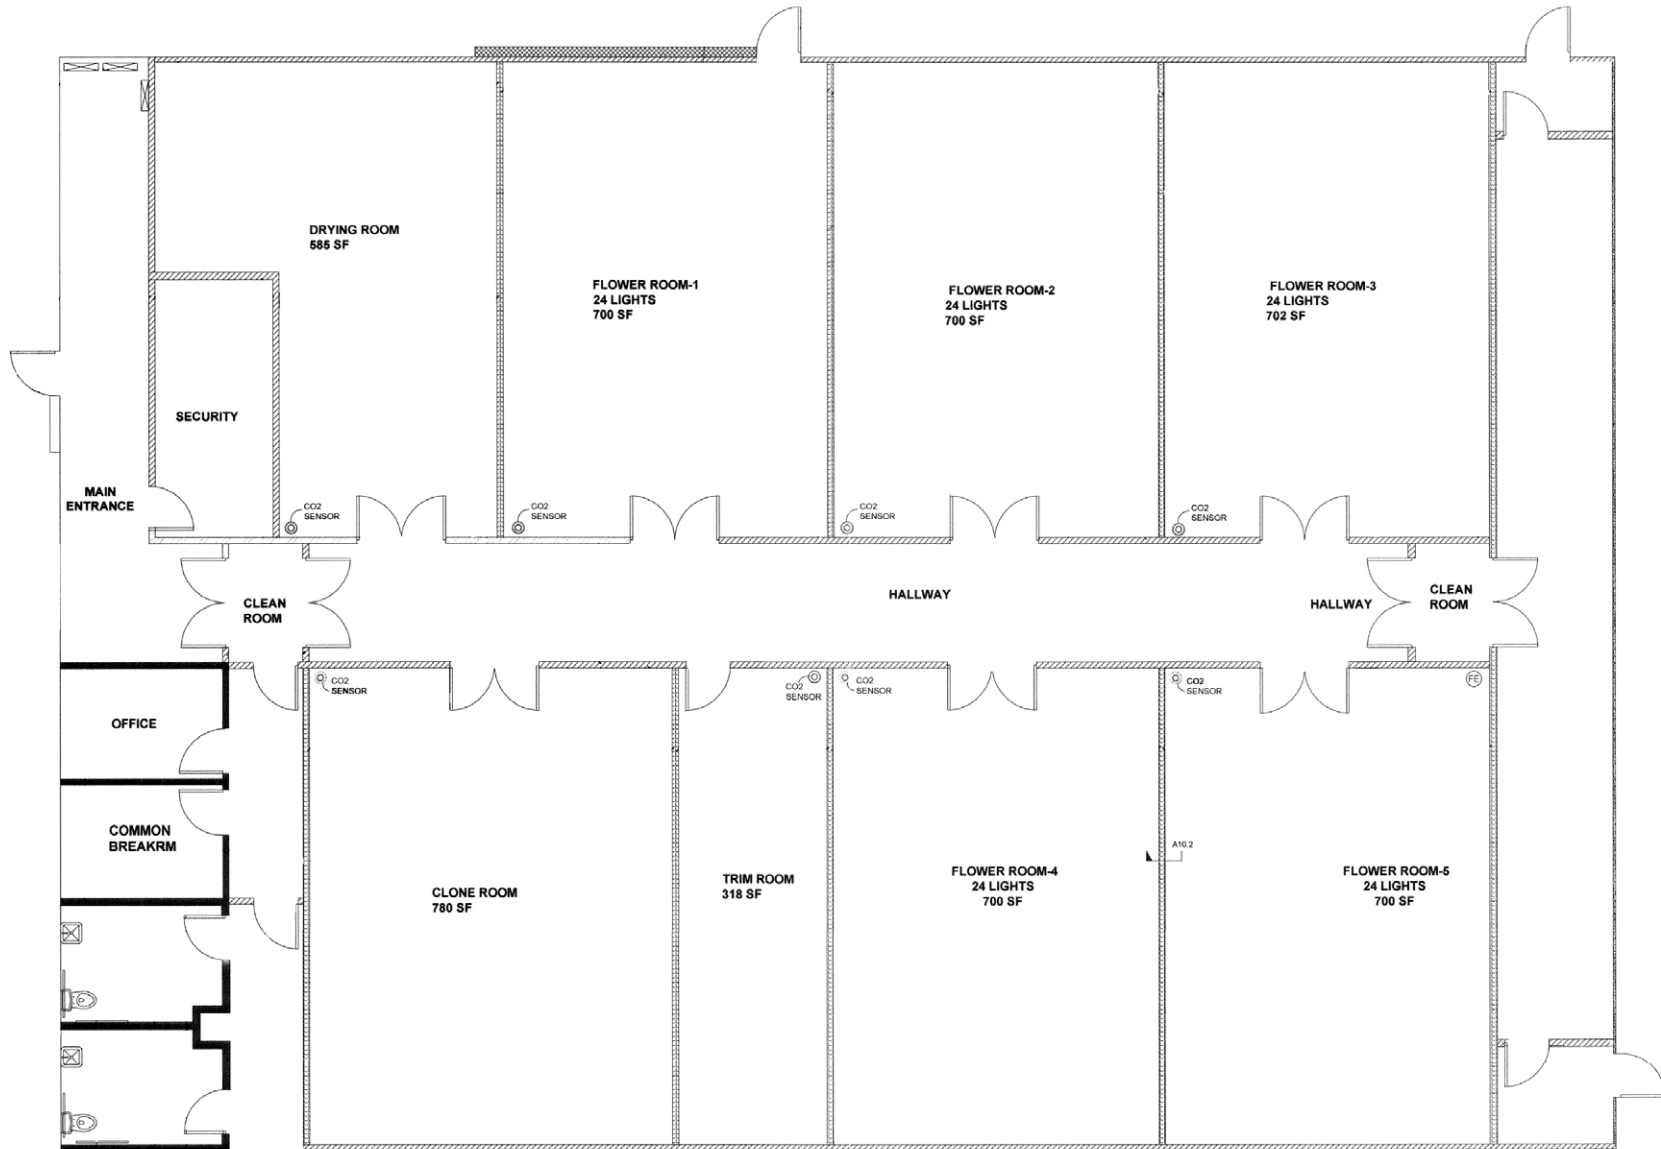 DRYING ROOM
585 SF
FLOWER ROOM-1
24 LIGHTS
700 SF
FLOWER ROOM-2
24 LIGHTS
700 SF
FLOWER ROOM-3
24 LIGHTS
702 SF
SECURITY
MAIN
ENTRANCE
CO2
SENSOR
CO2
SENSOR
CO2
SENSOR
CO2
SENSOR
CLEAN
ROOM
HALLWAY
HALLWAY
CLEAN
ROOM
CO2
SENSOR
CO2
SENSOR
CO2
SENSOR
CO2
SENSOR
FE
OFFICE
COMMON
BREAKRM
CLONE ROOM
780 SF
TRIM ROOM
318 SF
FLOWER ROOM-4
24 LIGHTS
700 SF
A10.2
FLOWER ROOM-5
24 LIGHTS
700 SF